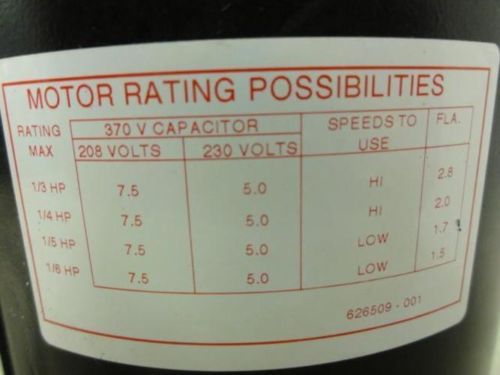 MOTOR RATING POSSIBILITIES
RATING MAX 370 V CAPACITOR SPEEDS TO USE FLA.
208 VOLTS 230 VOLTS
1/3 HP 7.5 5.0 HI 2.8
1/4 HP 7.5 5.0 HI 2.0
1/5 HP 7.5 5.0 LOW 1.7
1/6 HP 7.5 5.0 LOW 1.5
626509-001